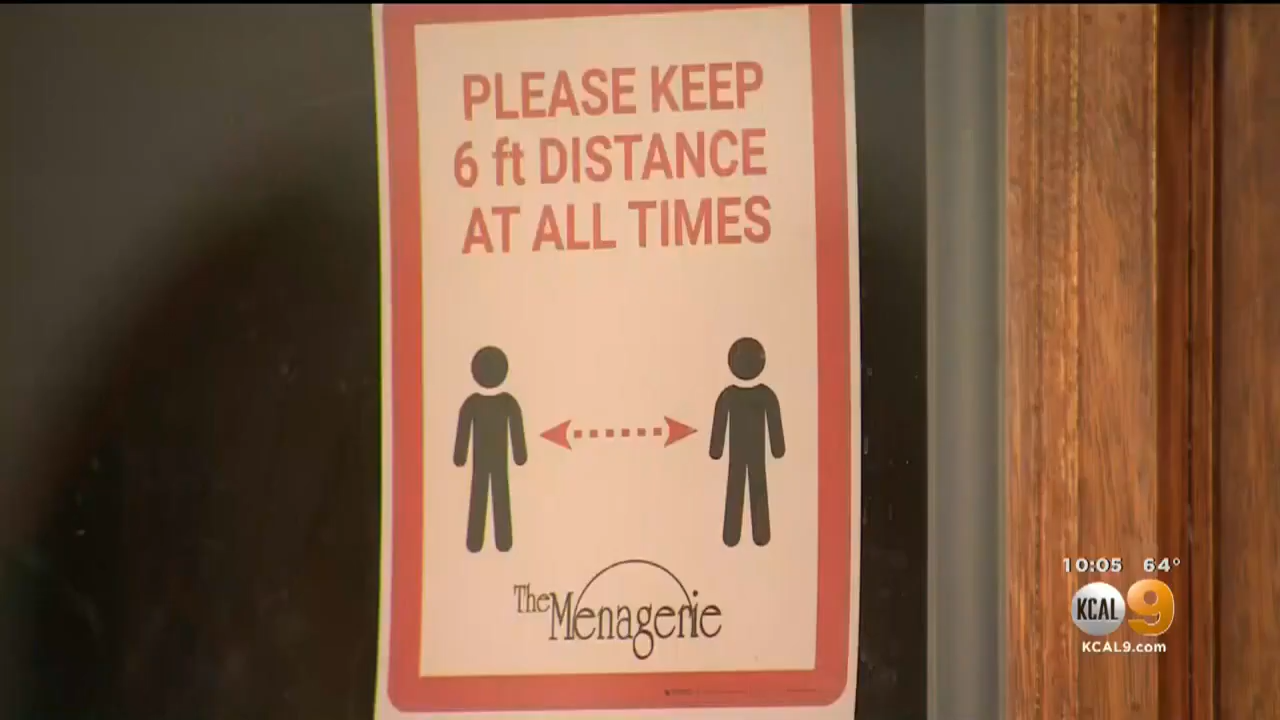 PLEASE KEEP
6 ft DISTANCE
AT ALL TIMES
The Menagerie
10:05 64°
KCAL 9
KCAL9.com